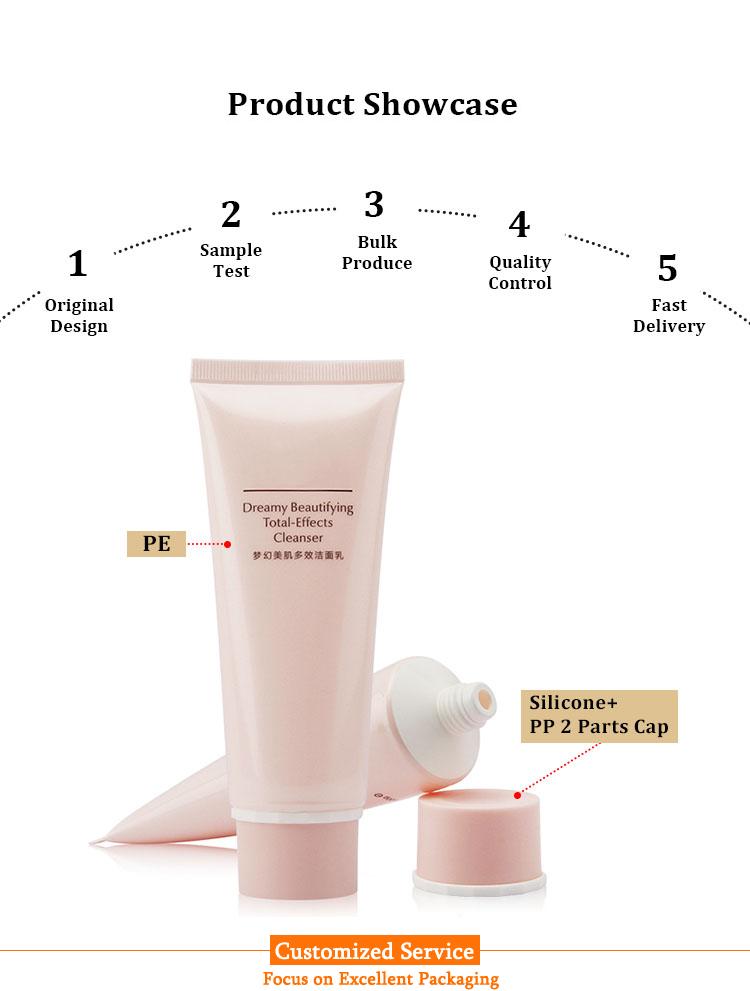 Product Showcase
1
Original
Design
2
Sample
Test
3
Bulk
Produce
4
Quality
Control
5
Fast
Delivery
Dreamy Beautifying
Total-Effects
Cleanser
梦幻美肌多效洁面乳
PE
Silicone+
PP 2 Parts Cap
Customized Service
Focus on Excellent Packaging